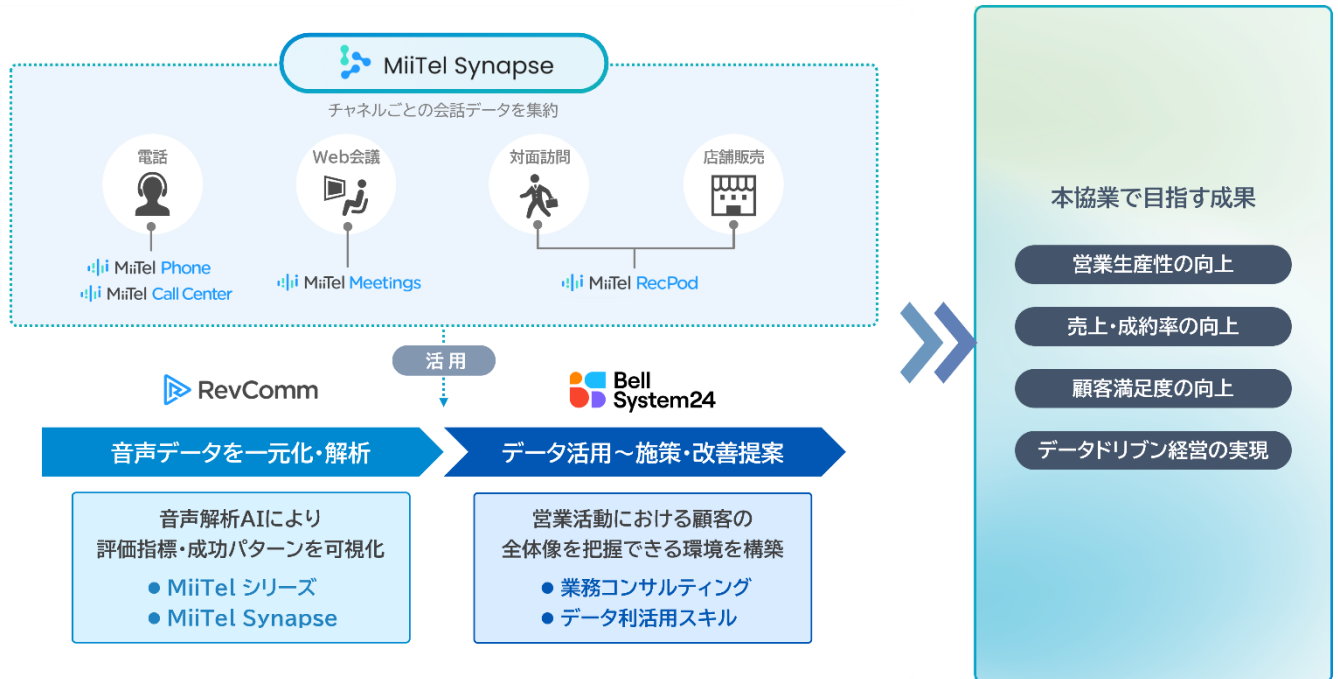 MiiTel Synapse
チャネルごとの会話データを集約
電話
Web会議
対面訪問
店舗販売
MiiTel Phone
MiiTel Call Center
MiiTel Meetings
MiiTel RecPod
活用
RevComm
Bell
System24
音声データを一元化・解析
データ活用～施策・改善提案
音声解析AIにより
評価指標・成功パターンを可視化
● MiiTel シリーズ
● MiiTel Synapse
営業活動における顧客の
全体像を把握できる環境を構築
● 業務コンサルティング
● データ利活用スキル
本協業で目指す成果
営業生産性の向上
売上・成約率の向上
顧客満足度の向上
データドリブン経営の実現